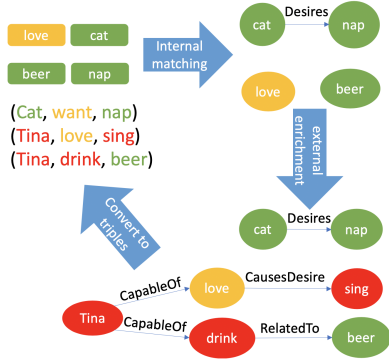 love cat
beer nap
(Cat, want, nap)
(Tina, love, sing)
(Tina, drink, beer)
Internal
matching
cat Desires nap
love beer
external
enrichment
cat Desires nap
Convert to
triples
Tina CapableOf love CausesDesire sing
CapableOf drink RelatedTo beer